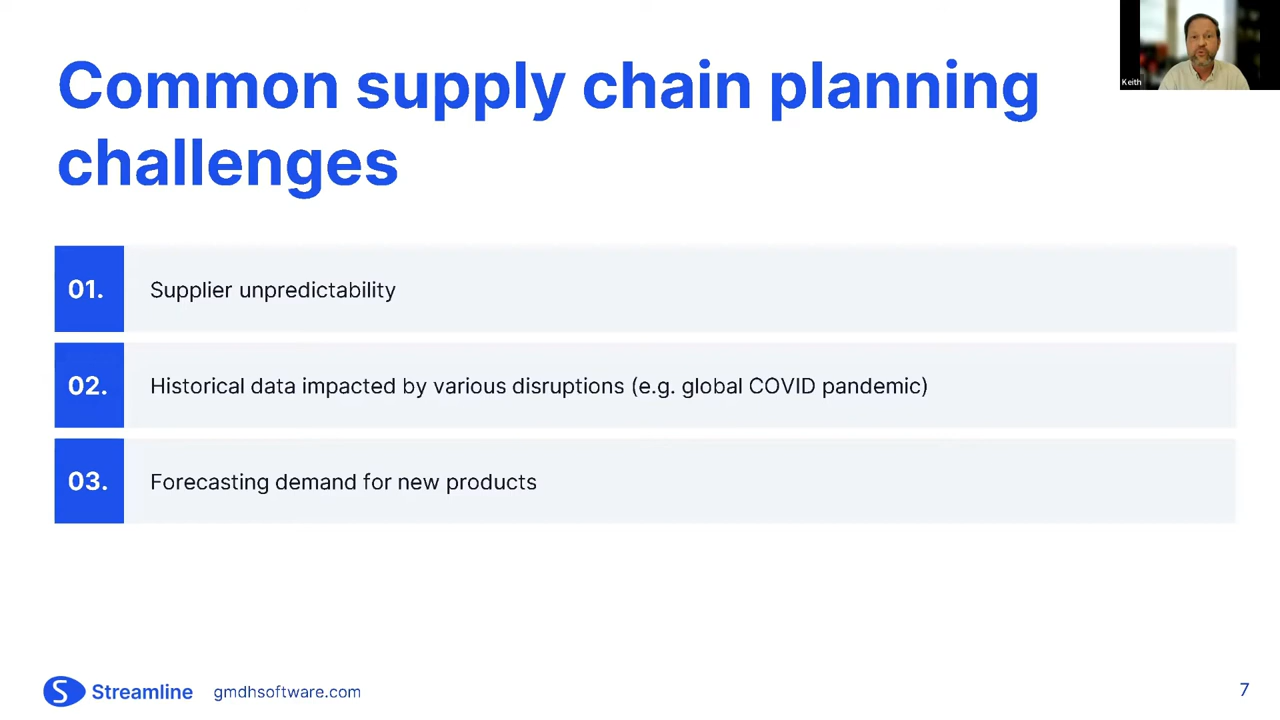 Common supply chain planning
challenges
Keith
01.
Supplier unpredictability
02.
Historical data impacted by various disruptions (e.g. global COVID pandemic)
03.
Forecasting demand for new products
S Streamline gmdhsoftware.com
7